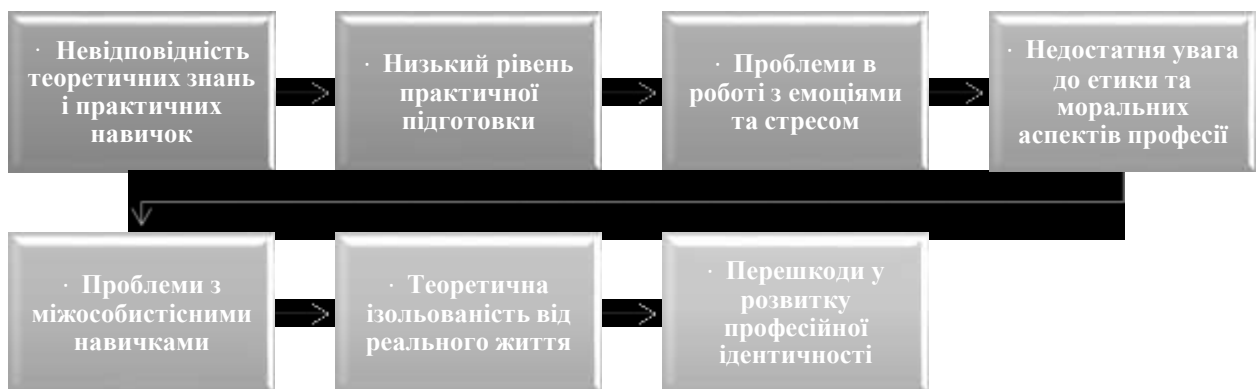 · Невідповідність
теоретичних знань
і практичних
навичок
· Низький рівень
практичної
підготовки
· Проблеми в
роботі з емоціями
та стресом
· Недостатня увага
до етики та
моральних
аспектів професії
· Проблеми з
міжособистісними
навичками
· Теоретична
ізольованість від
реального життя
· Перешкоди у
розвитку
професійної
ідентичності